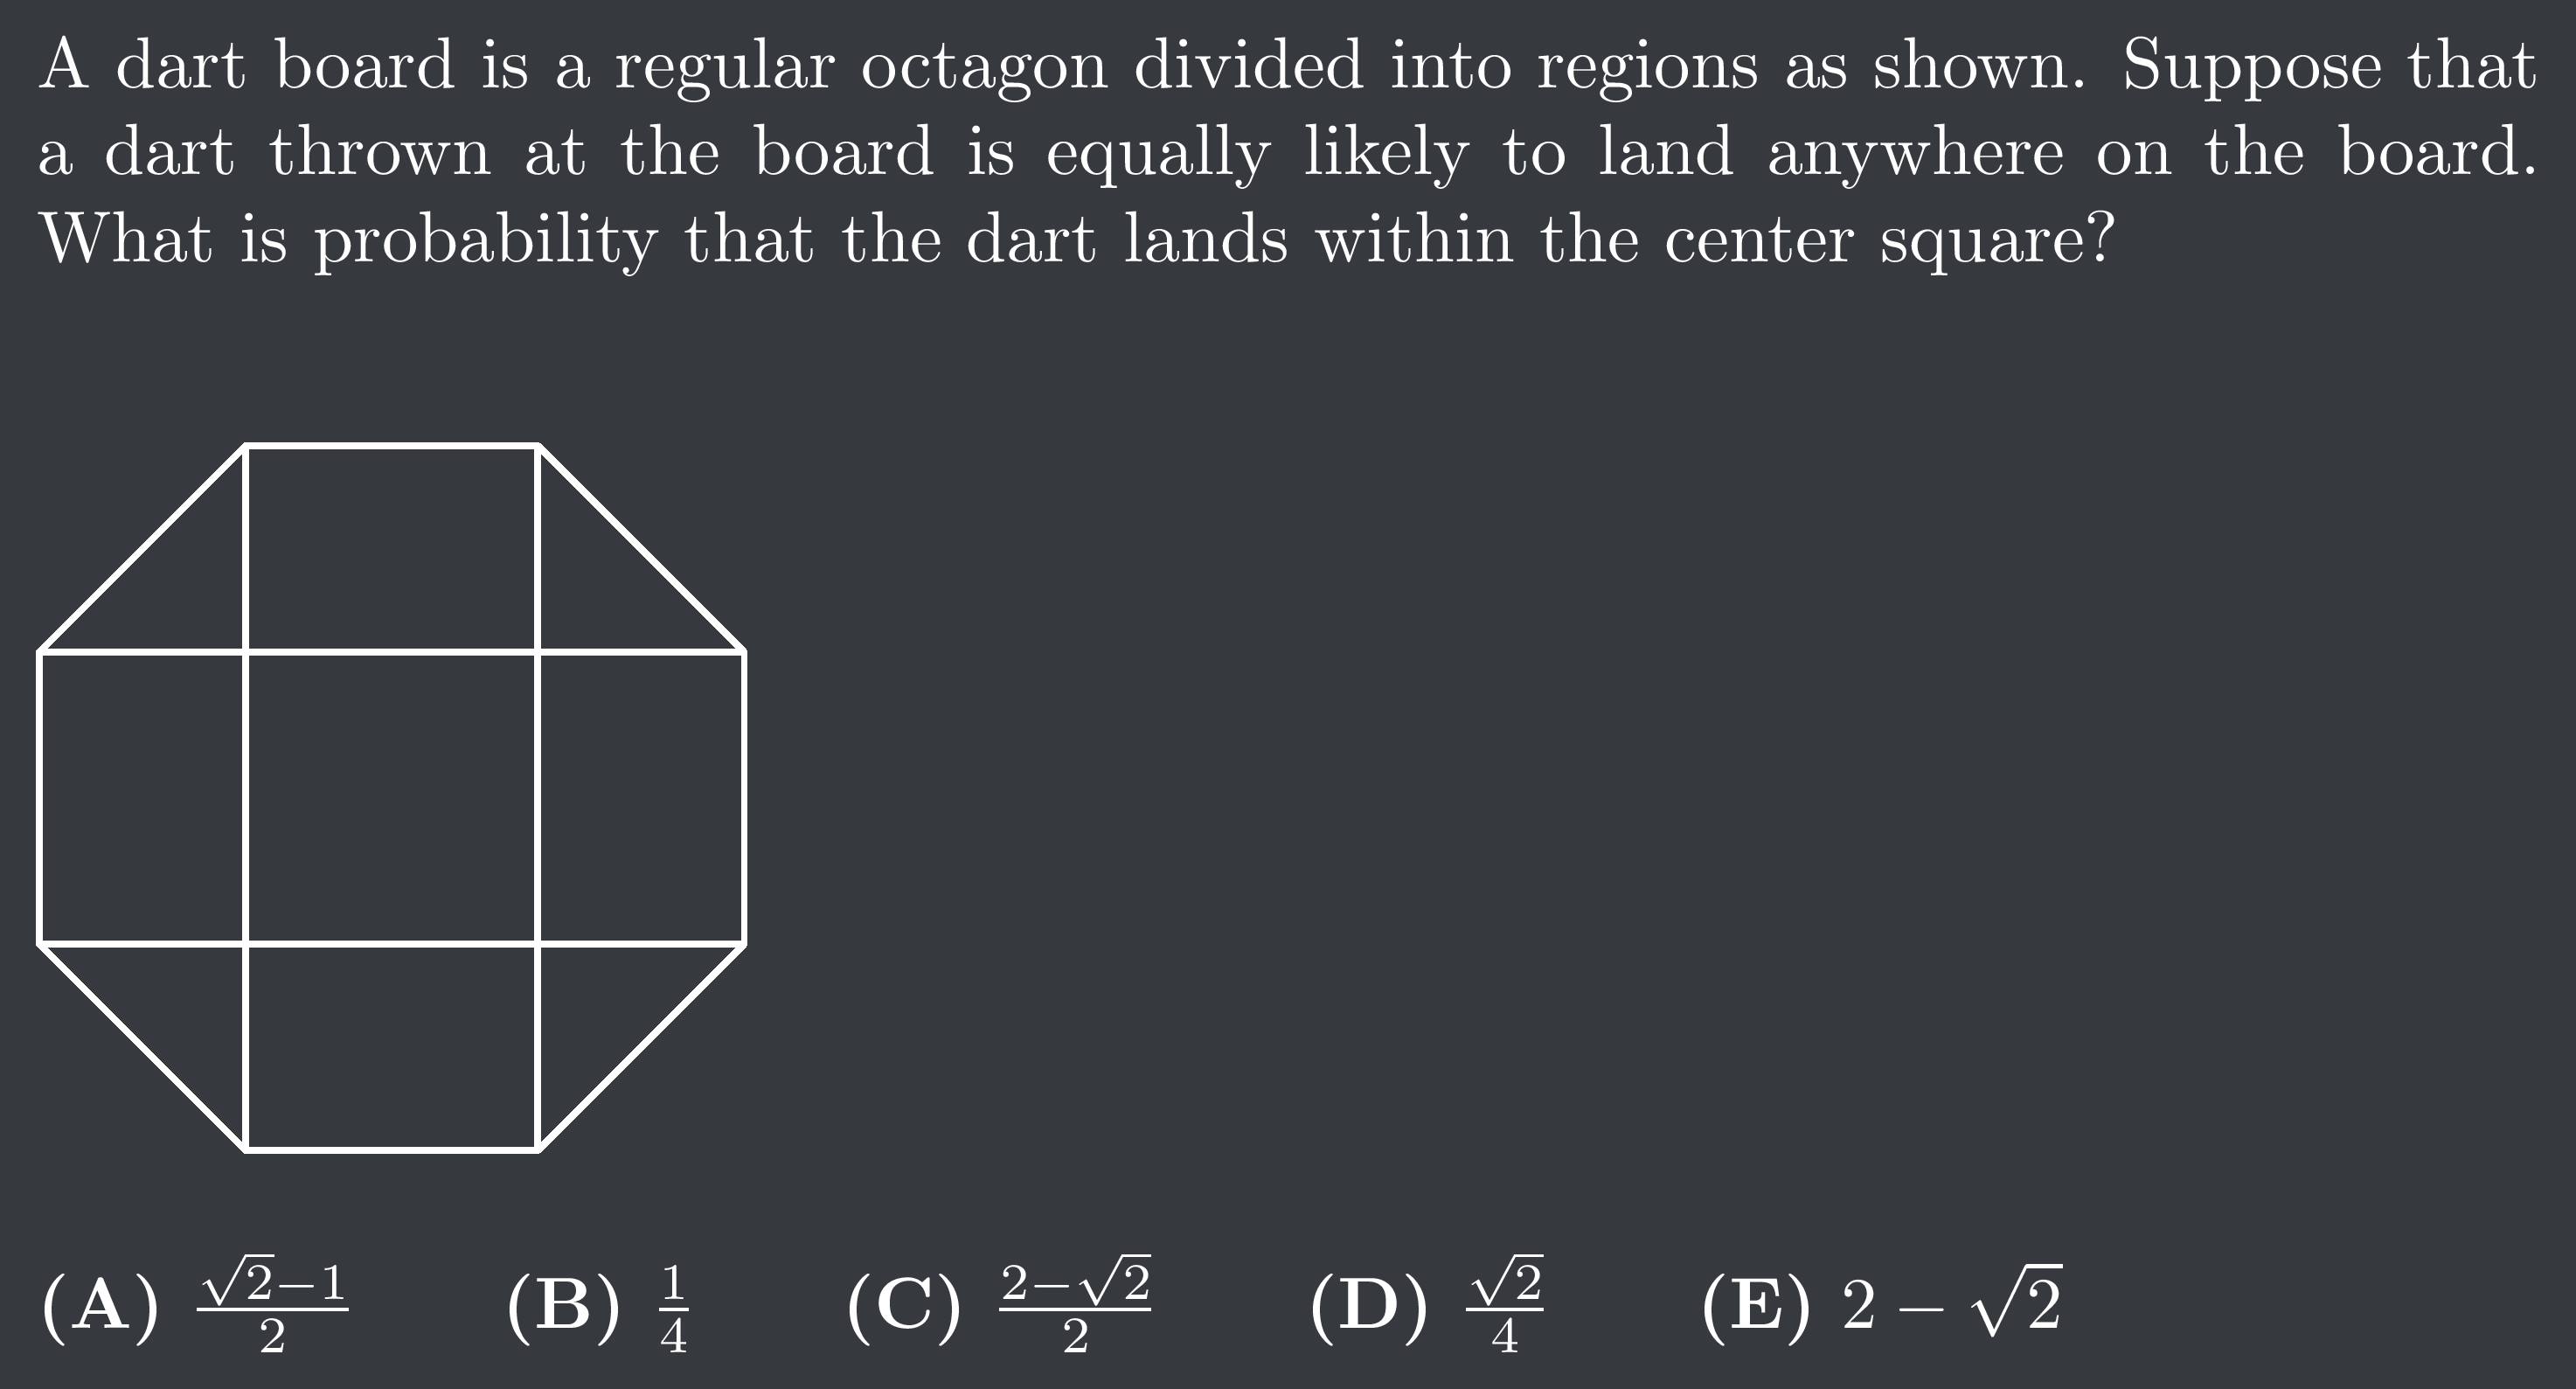 A dart board is a regular octagon divided into regions as shown. Suppose that
a dart thrown at the board is equally likely to land anywhere on the board.
What is probability that the dart lands within the center square?
(A) $\frac{\sqrt{2}-1}{2}$ (B) $\frac{1}{4}$ (C) $\frac{2-\sqrt{2}}{2}$ (D) $\frac{\sqrt{2}}{4}$ (E) $2-\sqrt{2}$